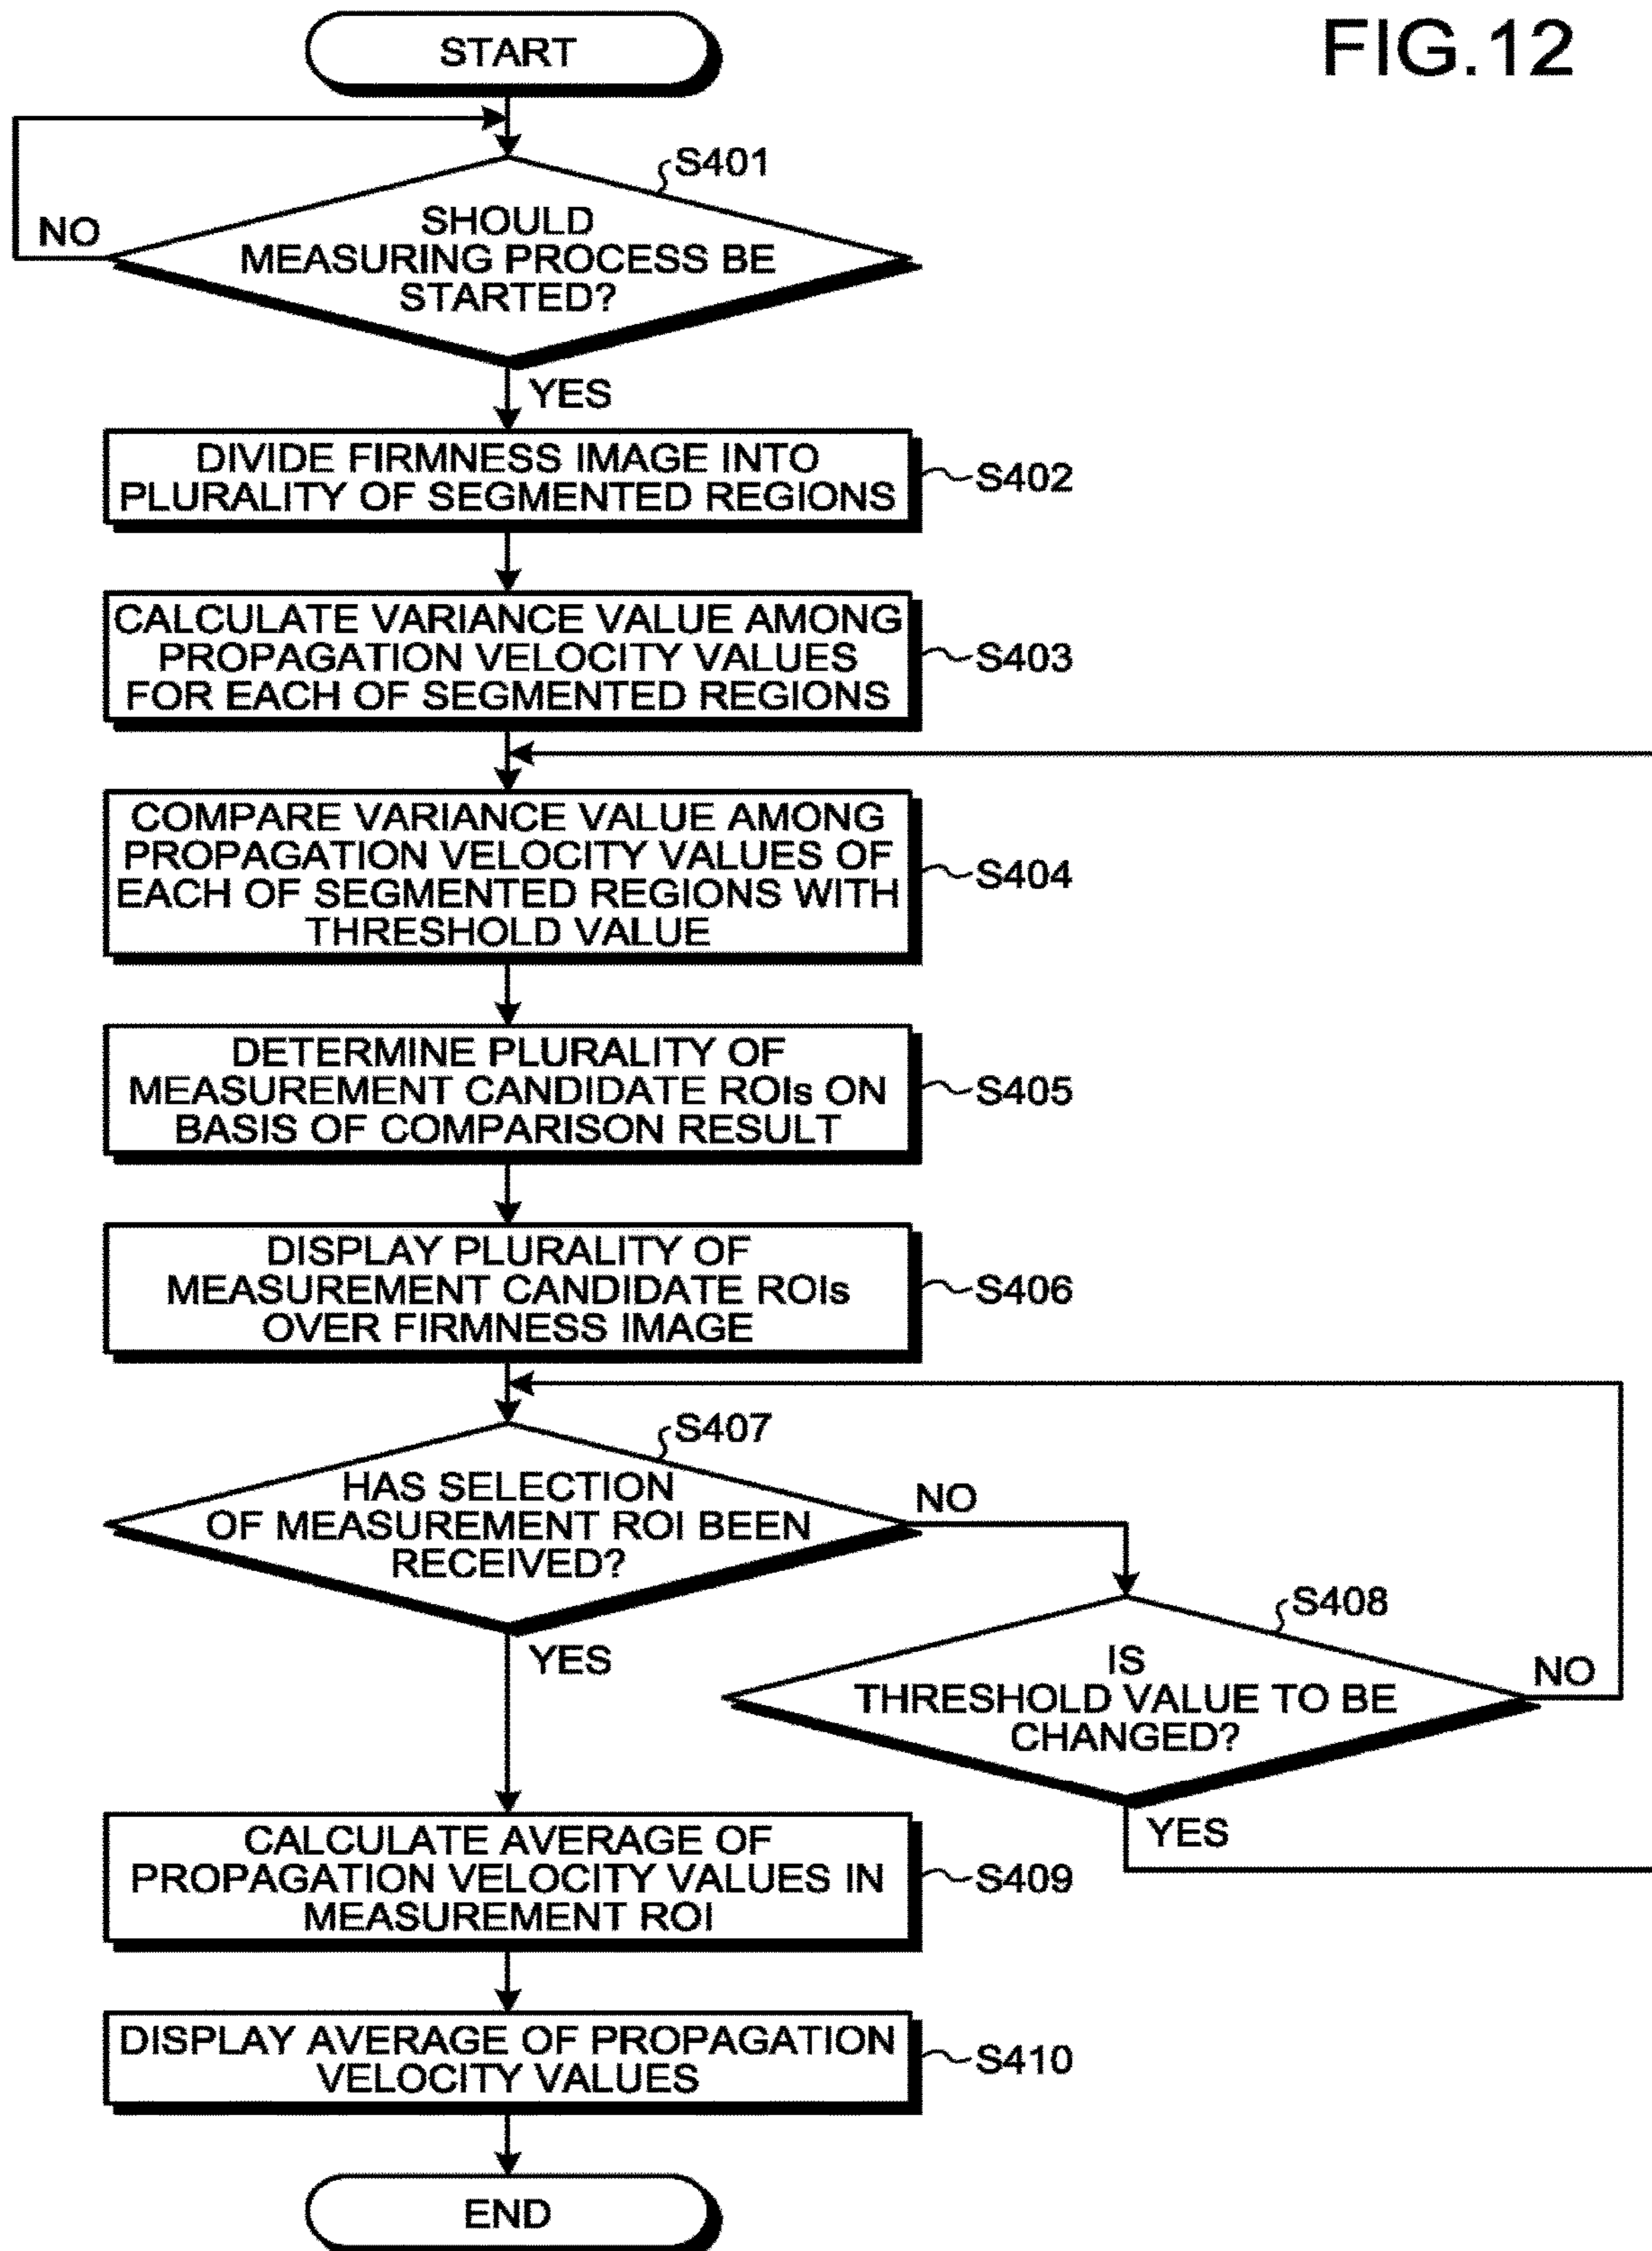 FIG.12
START
S401
NO
SHOULD
MEASURING PROCESS BE
STARTED?
YES
DIVIDE FIRMNESS IMAGE INTO
PLURALITY OF SEGMENTED REGIONS
S402
CALCULATE VARIANCE VALUE AMONG
PROPAGATION VELOCITY VALUES
FOR EACH OF SEGMENTED REGIONS
S403
COMPARE VARIANCE VALUE AMONG
PROPAGATION VELOCITY VALUES OF
EACH OF SEGMENTED REGIONS WITH
THRESHOLD VALUE
S404
DETERMINE PLURALITY OF
MEASUREMENT CANDIDATE ROIs ON
BASIS OF COMPARISON RESULT
S405
DISPLAY PLURALITY OF
MEASUREMENT CANDIDATE ROIs
OVER FIRMNESS IMAGE
S406
S407
HAS SELECTION
OF MEASUREMENT ROI BEEN
RECEIVED?
NO
YES
S408
IS
THRESHOLD VALUE TO BE
CHANGED?
NO
YES
CALCULATE AVERAGE OF
PROPAGATION VELOCITY VALUES IN
MEASUREMENT ROI
S409
DISPLAY AVERAGE OF PROPAGATION
VELOCITY VALUES
S410
END